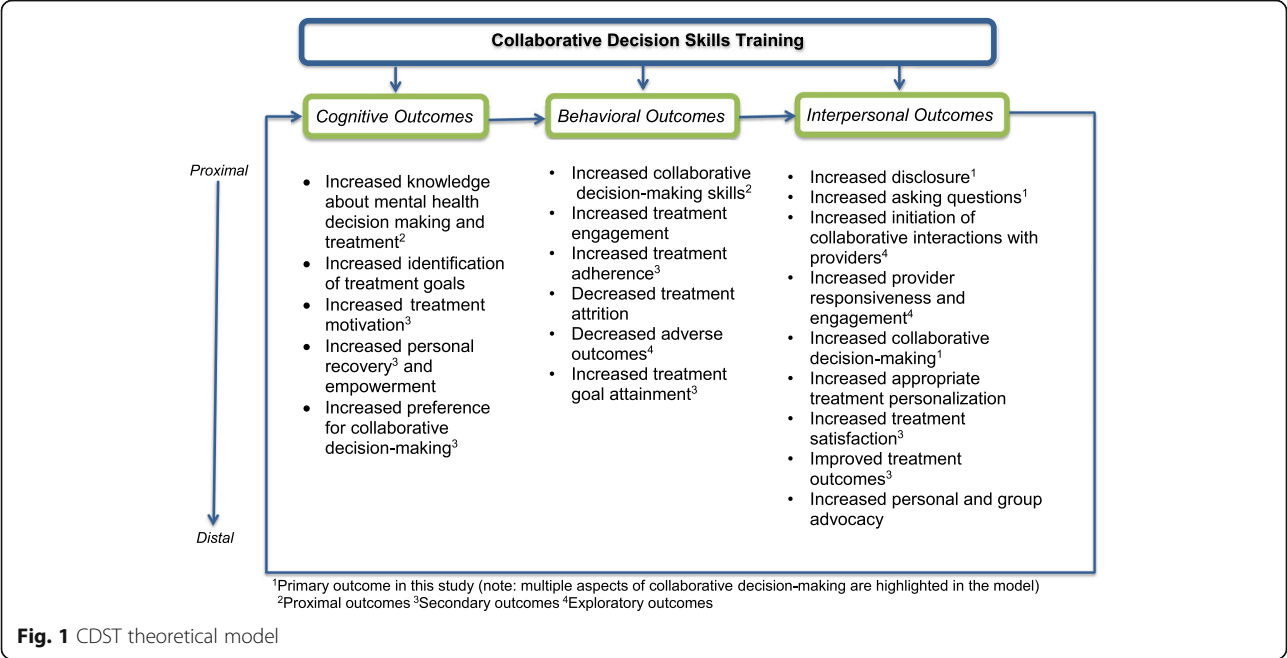 Collaborative Decision Skills Training
Cognitive Outcomes
Behavioral Outcomes
Interpersonal Outcomes
Proximal
Distal
• Increased knowledge
about mental health
decision making and
treatment²
• Increased identification
of treatment goals
• Increased treatment
motivation³
• Increased personal
recovery³ and
empowerment
• Increased preference
for collaborative
decision-making³
• Increased collaborative
decision-making skills²
• Increased treatment
engagement
• Increased treatment
adherence³
• Decreased treatment
attrition
• Decreased adverse
outcomes⁴
• Increased treatment
goal attainment³
• Increased disclosure¹
• Increased asking questions¹
• Increased initiation of
collaborative interactions with
providers⁴
• Increased provider
responsiveness and
engagement⁴
• Increased collaborative
decision-making¹
• Increased appropriate
treatment personalization
• Increased treatment
satisfaction³
• Improved treatment
outcomes³
• Increased personal and group
advocacy
¹Primary outcome in this study (note: multiple aspects of collaborative decision-making are highlighted in the model)
²Proximal outcomes ³Secondary outcomes ⁴Exploratory outcomes
Fig. 1 CDST theoretical model